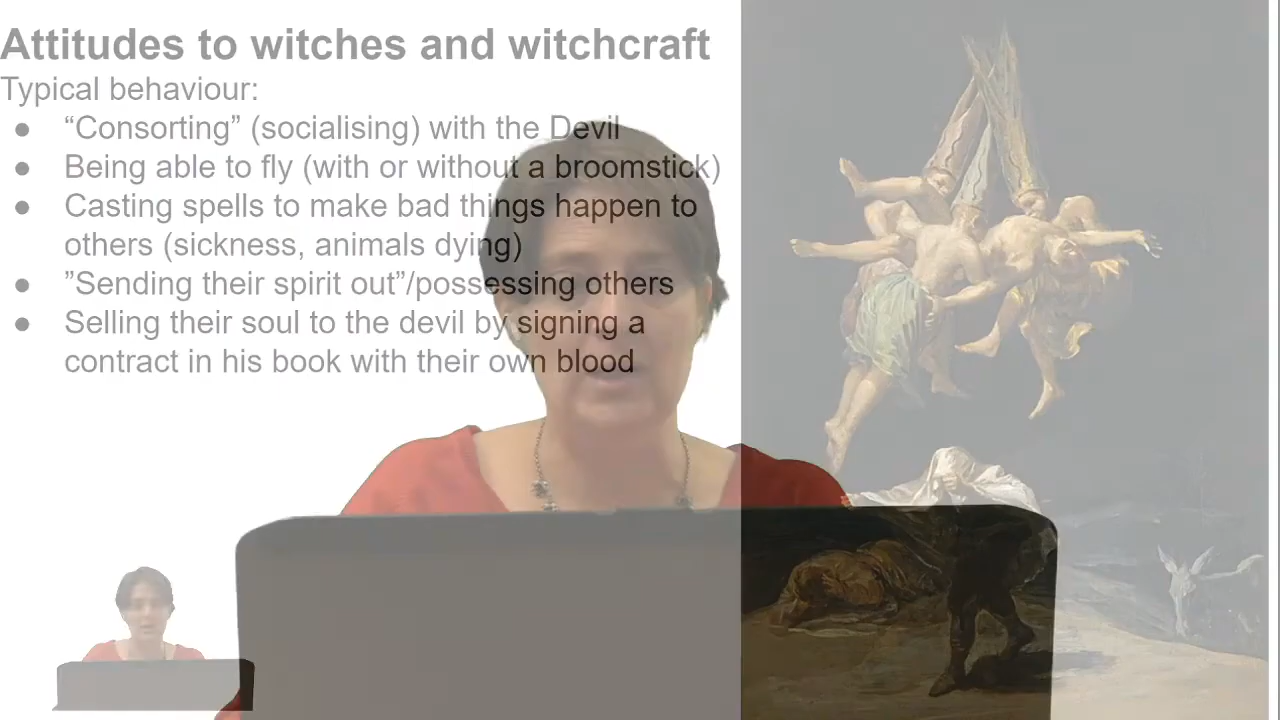 Attitudes to witches and witchcraft
Typical behaviour:
● “Consorting” (socialising) with the Devil
● Being able to fly (with or without a broomstick)
● Casting spells to make bad things happen to
others (sickness, animals dying)
● ”Sending their spirit out”/possessing others
● Selling their soul to the devil by signing a
contract in his book with their own blood